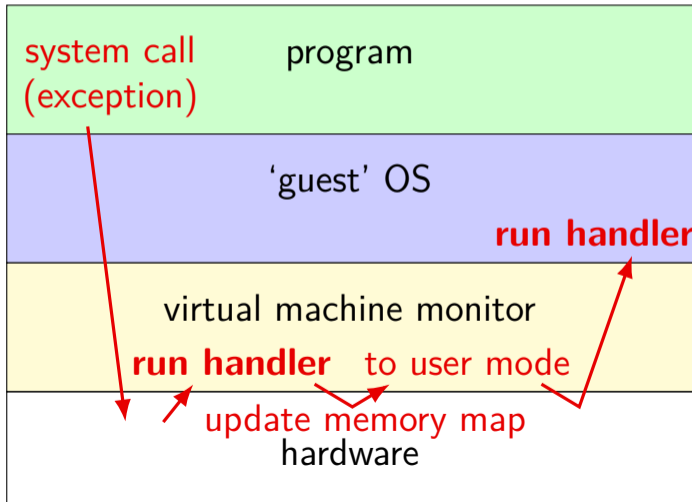 system call
(exception)
program
‘guest’ OS
run handler
virtual machine monitor
run handler to user mode
update memory map
hardware